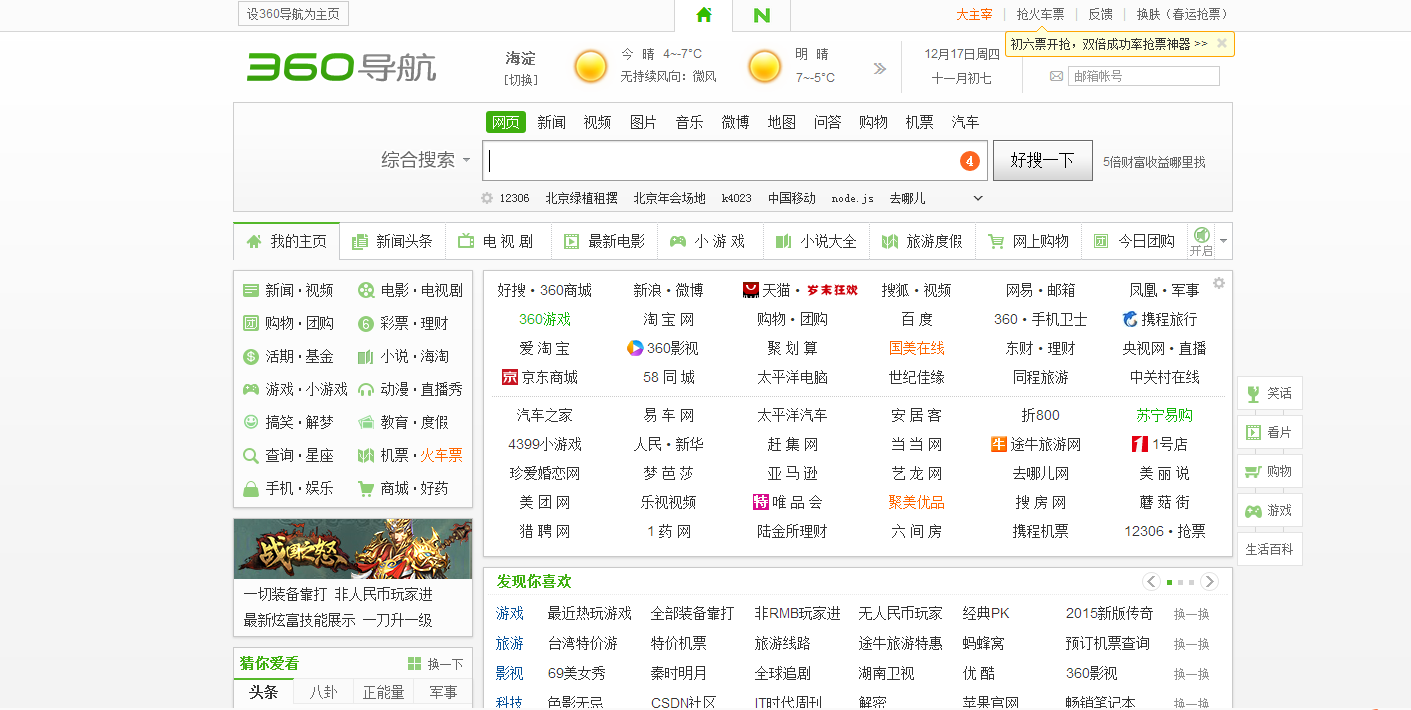 设360导航为主页
大主宰 | 抢火车票 | 反馈 | 换肤（春运抢票）
初六票开抢，双倍成功率抢票神器 >>
360导航
海淀 [切换]
今 晴 4~-7°C
无持续风向：微风
明 晴
7~-5°C
12月17日周四
十一月初七
邮箱帐号
网页 新闻 视频 图片 音乐 微博 地图 问答 购物 机票 汽车
综合搜索 4 好搜一下 5倍财富收益哪里找
12306 北京绿植租摆 北京年会场地 k4023 中国移动 node.js 去哪儿
我的主页 新闻头条 电 视 剧 最新电影 小 游 戏 小说大全 旅游度假 网上购物 今日团购 开启
新闻·视频 电影·电视剧
购物·团购 彩票·理财
活期·基金 小说·海淘
游戏·小游戏 动漫·直播秀
搞笑·解梦 教育·度假
查询·星座 机票·火车票
手机·娱乐 商城·好药
战国之怒
一切装备靠打 非人民币玩家进
最新炫富技能展示 一刀升一级
猜你爱看 换一下
头条 八卦 正能量 军事
好搜·360商城 新浪·微博 天猫·岁末狂欢 搜狐·视频 网易·邮箱 凤凰·军事
360游戏 淘 宝 网 购物·团购 百 度 360·手机卫士 携程旅行
爱 淘 宝 360影视 聚 划 算 国美在线 东财·理财 央视网·直播
京东商城 58 同 城 太平洋电脑 世纪佳缘 同程旅游 中关村在线
汽车之家 易 车 网 太平洋汽车 安 居 客 折800 苏宁易购
4399小游戏 人民·新华 赶 集 网 当 当 网 途牛旅游网 1号店
珍爱婚恋网 梦 芭 莎 亚 马 逊 艺 龙 网 去哪儿网 美 丽 说
美 团 网 乐视视频 特 唯 品 会 聚美优品 搜 房 网 蘑 菇 街
猎 聘 网 1 药 网 陆金所理财 六 间 房 携程机票 12306·抢票
发现你喜欢
游戏 最近热玩游戏 全部装备靠打 非RMB玩家进 无人民币玩家 经典PK 2015新版传奇 换一换
旅游 台湾特价游 特价机票 旅游线路 途牛旅游特惠 蚂蜂窝 预订机票查询 换一换
影视 69美女秀 秦时明月 全球追剧 湖南卫视 优 酷 360影视 换一换
科技 色影无忌 CSDN社区 IT时代周刊 解密 苹果官网 畅销笔记本 换一换
笑话
看片
购物
游戏
生活百科